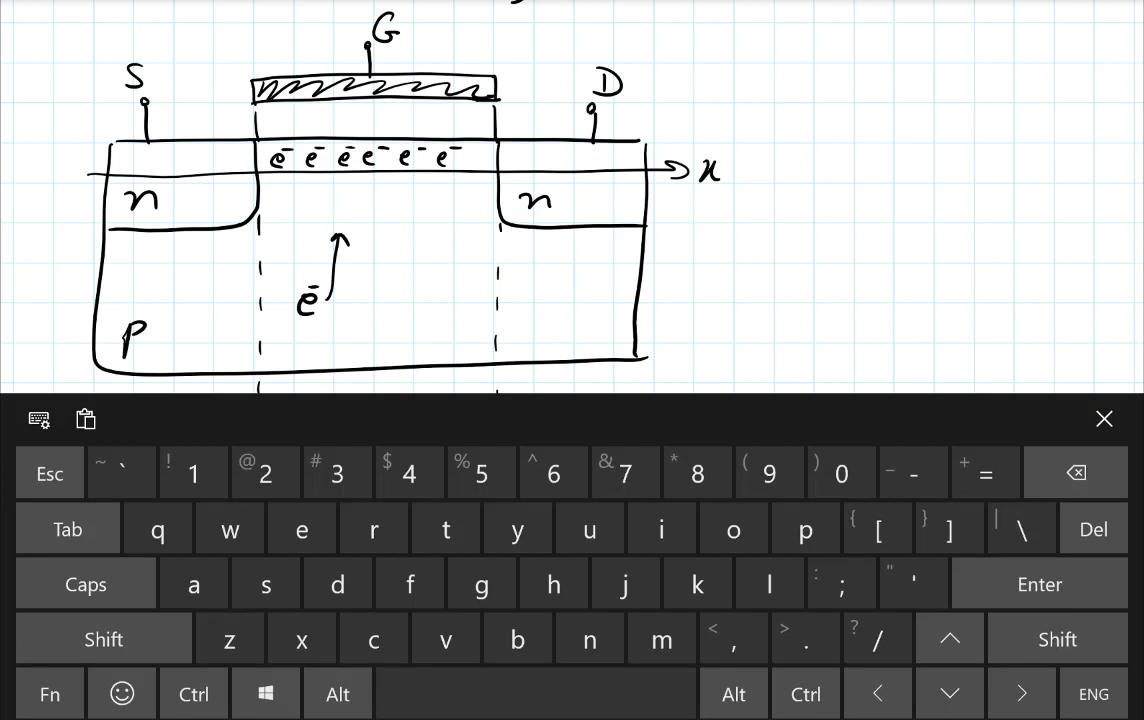 G
S
D
e⁻ e⁻ e⁻ e⁻ e⁻ e⁻
x
n
n
e⁻
p
Esc ~ ` ! 1 @ 2 # 3 $ 4 % 5 ^ 6 & 7 * 8 ( 9 ) 0 _ - + =
Tab q w e r t y u i o p { [ } ] | \ Del
Caps a s d f g h j k l : ; " ' Enter
Shift z x c v b n m < , > . ? / Shift
Fn Ctrl Alt Alt Ctrl ENG